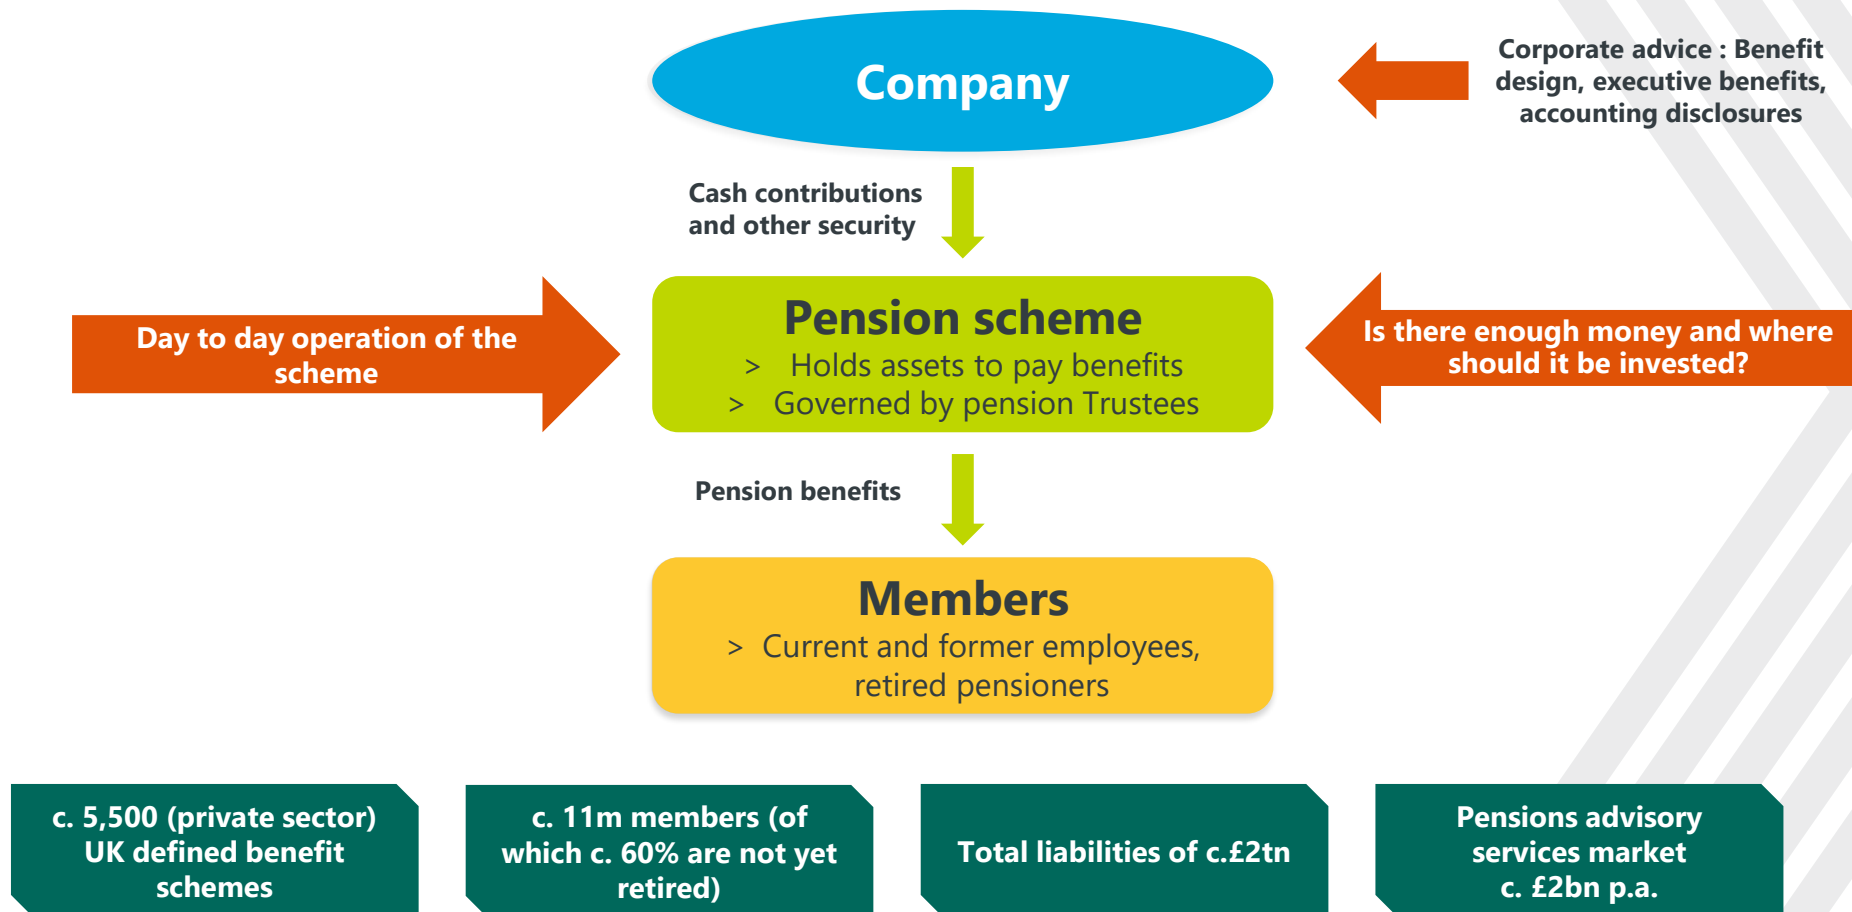 Company
Corporate advice : Benefit
design, executive benefits,
accounting disclosures
Cash contributions
and other security
Day to day operation of the
scheme
Pension scheme
> Holds assets to pay benefits
> Governed by pension Trustees
Is there enough money and where
should it be invested?
Pension benefits
Members
> Current and former employees,
retired pensioners
c. 5,500 (private sector)
UK defined benefit
schemes
c. 11m members (of
which c. 60% are not yet
retired)
Total liabilities of c.£2tn
Pensions advisory
services market
c. £2bn p.a.